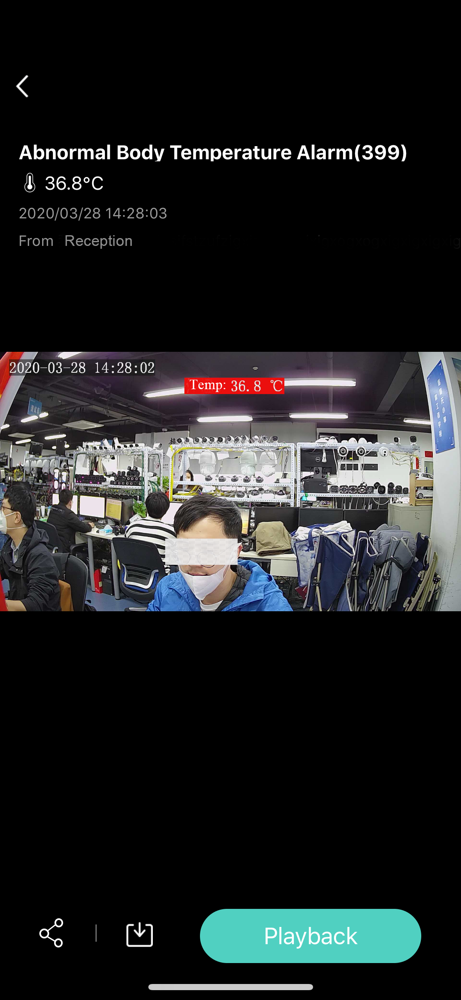 Abnormal Body Temperature Alarm(399)
36.8°C
2020/03/28 14:28:03
From Reception
2020-03-28 14:28:02
Temp: 36.8 ℃
Playback